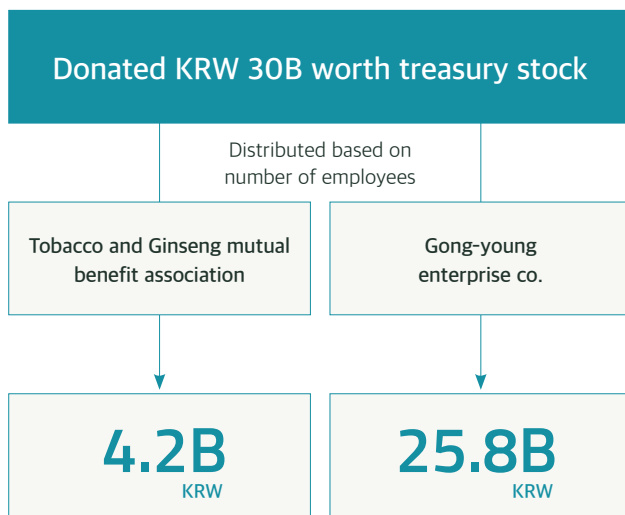 Donated KRW 30B worth treasury stock
Distributed based on
number of employees
Tobacco and Ginseng mutual
benefit association
Gong-young
enterprise co.
4.2B
KRW
25.8B
KRW